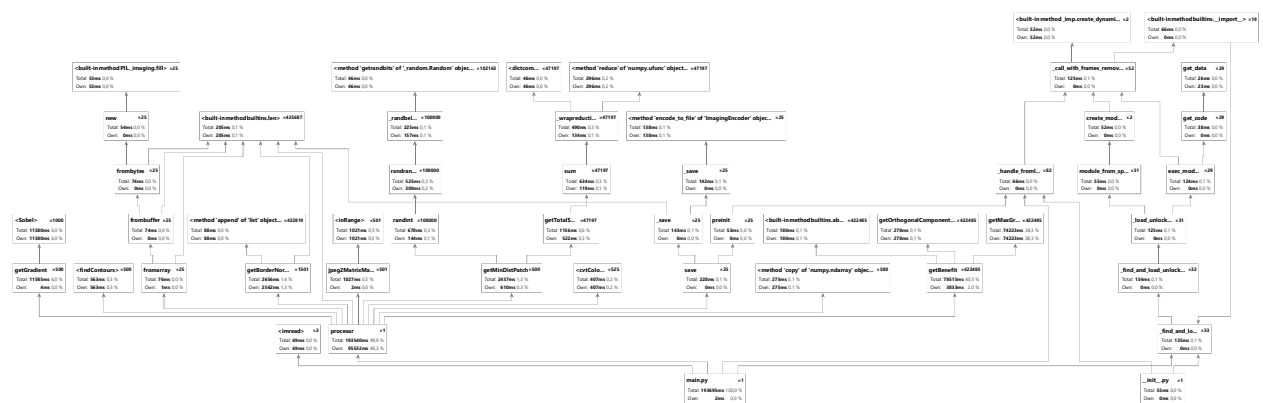 <built-in method _imp.create_dynami... ×2
Total: 52ms 0,0 %
Own: 52ms 0,0 %
<built-in method builtins.__import__> ×19
Total: 66ms 0,0 %
Own: 0ms 0,0 %
<built-in method PIL._imaging.fill> ×25
Total: 53ms 0,0 %
Own: 53ms 0,0 %
<method 'getrandbits' of '_random.Random' objec... ×102163
Total: 46ms 0,0 %
Own: 46ms 0,0 %
<dictcom... ×47197
Total: 46ms 0,0 %
Own: 46ms 0,0 %
<method 'reduce' of 'numpy.ufunc' object... ×47197
Total: 296ms 0,2 %
Own: 296ms 0,2 %
_call_with_frames_remov... ×52
Total: 125ms 0,1 %
Own: 0ms 0,0 %
get_data ×29
Total: 26ms 0,0 %
Own: 23ms 0,0 %
new ×25
Total: 54ms 0,0 %
Own: 0ms 0,0 %
<built-in method builtins.len> ×425687
Total: 205ms 0,1 %
Own: 205ms 0,1 %
_randbel... ×100000
Total: 225ms 0,1 %
Own: 157ms 0,1 %
_wrapreducti... ×47197
Total: 490ms 0,3 %
Own: 134ms 0,1 %
<method 'encode_to_file' of 'ImagingEncoder' objec... ×25
Total: 138ms 0,1 %
Own: 138ms 0,1 %
create_mod... ×2
Total: 52ms 0,0 %
Own: 0ms 0,0 %
get_code ×29
Total: 38ms 0,0 %
Own: 0ms 0,0 %
frombytes ×25
Total: 74ms 0,0 %
Own: 0ms 0,0 %
randran... ×100000
Total: 525ms 0,3 %
Own: 300ms 0,2 %
sum ×47197
Total: 634ms 0,3 %
Own: 119ms 0,1 %
_save ×25
Total: 142ms 0,1 %
Own: 0ms 0,0 %
_handle_froml... ×82
Total: 66ms 0,0 %
Own: 0ms 0,0 %
module_from_sp... ×31
Total: 55ms 0,0 %
Own: 0ms 0,0 %
exec_mod... ×29
Total: 124ms 0,1 %
Own: 0ms 0,0 %
<Sobel> ×1000
Total: 11580ms 6,0 %
Own: 11580ms 6,0 %
frombuffer ×25
Total: 74ms 0,0 %
Own: 0ms 0,0 %
<method 'append' of 'list' object... ×422819
Total: 88ms 0,0 %
Own: 88ms 0,0 %
<inRange> ×501
Total: 1021ms 0,5 %
Own: 1021ms 0,5 %
randint ×100000
Total: 670ms 0,3 %
Own: 144ms 0,1 %
getTotalS... ×47197
Total: 1156ms 0,6 %
Own: 522ms 0,3 %
_save ×25
Total: 143ms 0,1 %
Own: 0ms 0,0 %
preinit ×25
Total: 53ms 0,0 %
Own: 0ms 0,0 %
<built-in method builtins.ab... ×422485
Total: 180ms 0,1 %
Own: 180ms 0,1 %
getOrthogonalComponent... ×422485
Total: 278ms 0,1 %
Own: 278ms 0,1 %
getMaxGr... ×422485
Total: 74223ms 38,3 %
Own: 74223ms 38,3 %
_load_unlock... ×31
Total: 125ms 0,1 %
Own: 0ms 0,0 %
getGradient ×500
Total: 11585ms 6,0 %
Own: 4ms 0,0 %
<findContours> ×500
Total: 563ms 0,3 %
Own: 563ms 0,3 %
fromarray ×25
Total: 76ms 0,0 %
Own: 1ms 0,0 %
getBorderNor... ×1501
Total: 2656ms 1,4 %
Own: 2542ms 1,3 %
jpeg2MatrixMa... ×501
Total: 1027ms 0,5 %
Own: 2ms 0,0 %
getMinDistPatch ×500
Total: 2437ms 1,3 %
Own: 610ms 0,3 %
<cvtColo... ×525
Total: 407ms 0,2 %
Own: 407ms 0,2 %
save ×25
Total: 228ms 0,1 %
Own: 0ms 0,0 %
<method 'copy' of 'numpy.ndarray' objec... ×500
Total: 275ms 0,1 %
Own: 275ms 0,1 %
getBenefit ×422485
Total: 78515ms 40,5 %
Own: 3833ms 2,0 %
_find_and_load_unlock... ×32
Total: 134ms 0,1 %
Own: 0ms 0,0 %
<imread> ×2
Total: 69ms 0,0 %
Own: 69ms 0,0 %
procesar ×1
Total: 193540ms 99,9 %
Own: 95532ms 49,3 %
_find_and_lo... ×33
Total: 135ms 0,1 %
Own: 0ms 0,0 %
main.py ×1
Total: 193695ms 100,0 %
Own: 2ms 0,0 %
__init__.py ×1
Total: 55ms 0,0 %
Own: 0ms 0,0 %